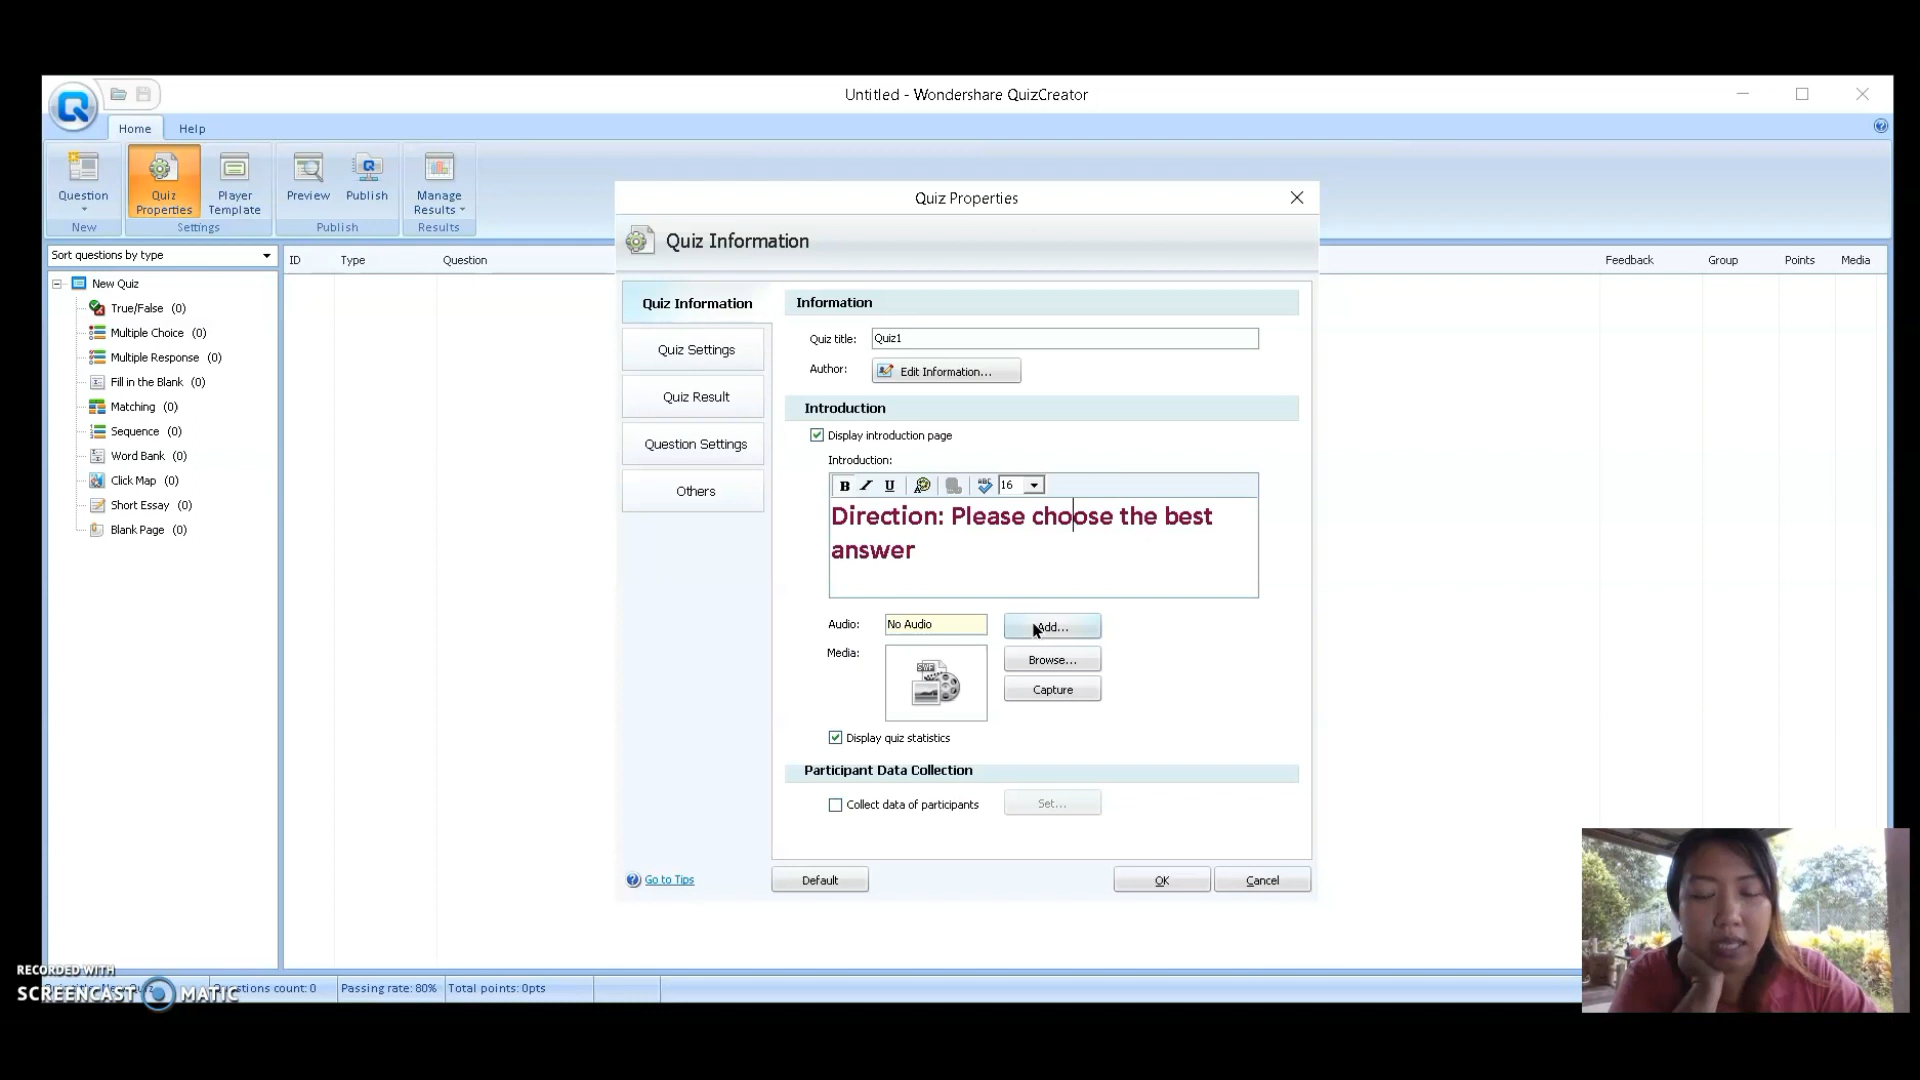 Untitled - Wondershare QuizCreator
Home Help
Question
Quiz Properties
Player Template
Preview
Publish
Manage Results
New
Settings
Publish
Results
Sort questions by type
ID Type Question Feedback Group Points Media
New Quiz
True/False (0)
Multiple Choice (0)
Multiple Response (0)
Fill in the Blank (0)
Matching (0)
Sequence (0)
Word Bank (0)
Click Map (0)
Short Essay (0)
Blank Page (0)
Quiz Properties
Quiz Information
Quiz Information
Quiz Settings
Quiz Result
Question Settings
Others
Information
Quiz title: Quiz1
Author: Edit Information...
Introduction
Display introduction page
Introduction:
B I U ABC 16
Direction: Please choose the best
answer
Audio: No Audio Add...
Media: SWF Browse...
Capture
Display quiz statistics
Participant Data Collection
Collect data of participants Set...
Go to Tips Default OK Cancel
RECORDED WITH
SCREENCAST MATIC
stions count: 0 Passing rate: 80% Total points: 0pts